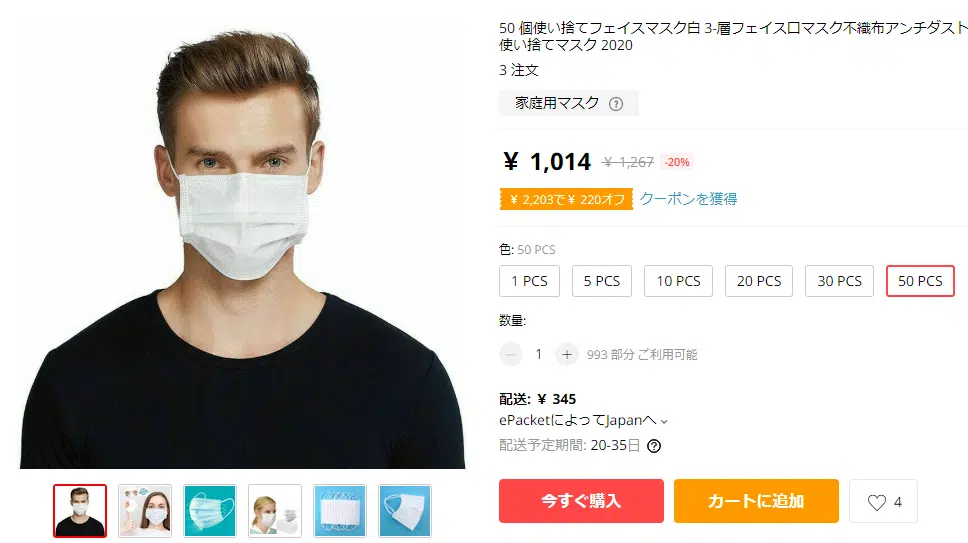 50 個使い捨てフェイスマスク白 3-層フェイス口マスク不織布アンチダスト
使い捨てマスク 2020
3 注文
家庭用マスク ?
¥ 1,014 ¥ 1,267 -20%
¥ 2,203で ¥ 220オフ クーポンを獲得
色: 50 PCS
1 PCS 5 PCS 10 PCS 20 PCS 30 PCS 50 PCS
数量:
− 1 + 993 部分 ご利用可能
配送: ¥ 345
ePacketによってJapanへ
配送予定期間: 20-35日 ?
今すぐ購入 カートに追加 4